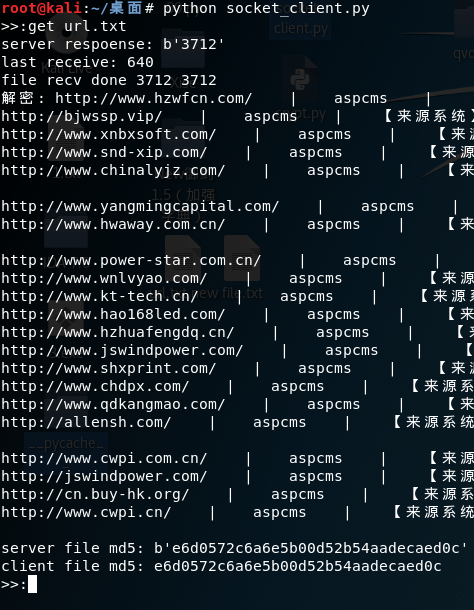 root@kali:~/桌面# python socket_client.py
>>:get url.txt
server respoense: b'3712'
last receive: 640
file recv done 3712 3712
解密: http://www.hzwfcn.com/    |    aspcms    |
http://bjwssp.vip/    |    aspcms    |    【来源系统】
http://www.xnbxsoft.com/    |    aspcms    |    【来源
http://www.snd-xip.com/    |    aspcms    |    【来源
http://www.chinalyjz.com/    |    aspcms    |    【来源
http://www.yangmingcapital.com/    |    aspcms    |
http://www.hwaway.com.cn/    |    aspcms    |    【来源
http://www.power-star.com.cn/    |    aspcms    |
http://www.wnlvyao.com/    |    aspcms    |    【来源
http://www.kt-tech.cn/    |    aspcms    |    【来源系
http://www.hao168led.com/    |    aspcms    |    【来
http://www.hzhuafengdq.cn/    |    aspcms    |    【来
http://www.jswindpower.com/    |    aspcms    |    【
http://www.shxprint.com/    |    aspcms    |    【来源
http://www.chdpx.com/    |    aspcms    |    【来源系
http://www.qdkangmao.com/    |    aspcms    |    【来
http://allensh.com/    |    aspcms    |    【来源系统
http://www.cwpi.com.cn/    |    aspcms    |    【来源
http://jswindpower.com/    |    aspcms    |    【来源
http://cn.buy-hk.org/    |    aspcms    |    【来源系
http://www.cwpi.cn/    |    aspcms    |    【来源系统
server file md5: b'e6d0572c6a6e5b00d52b54aadecaed0c'
client file md5: e6d0572c6a6e5b00d52b54aadecaed0c
>>: